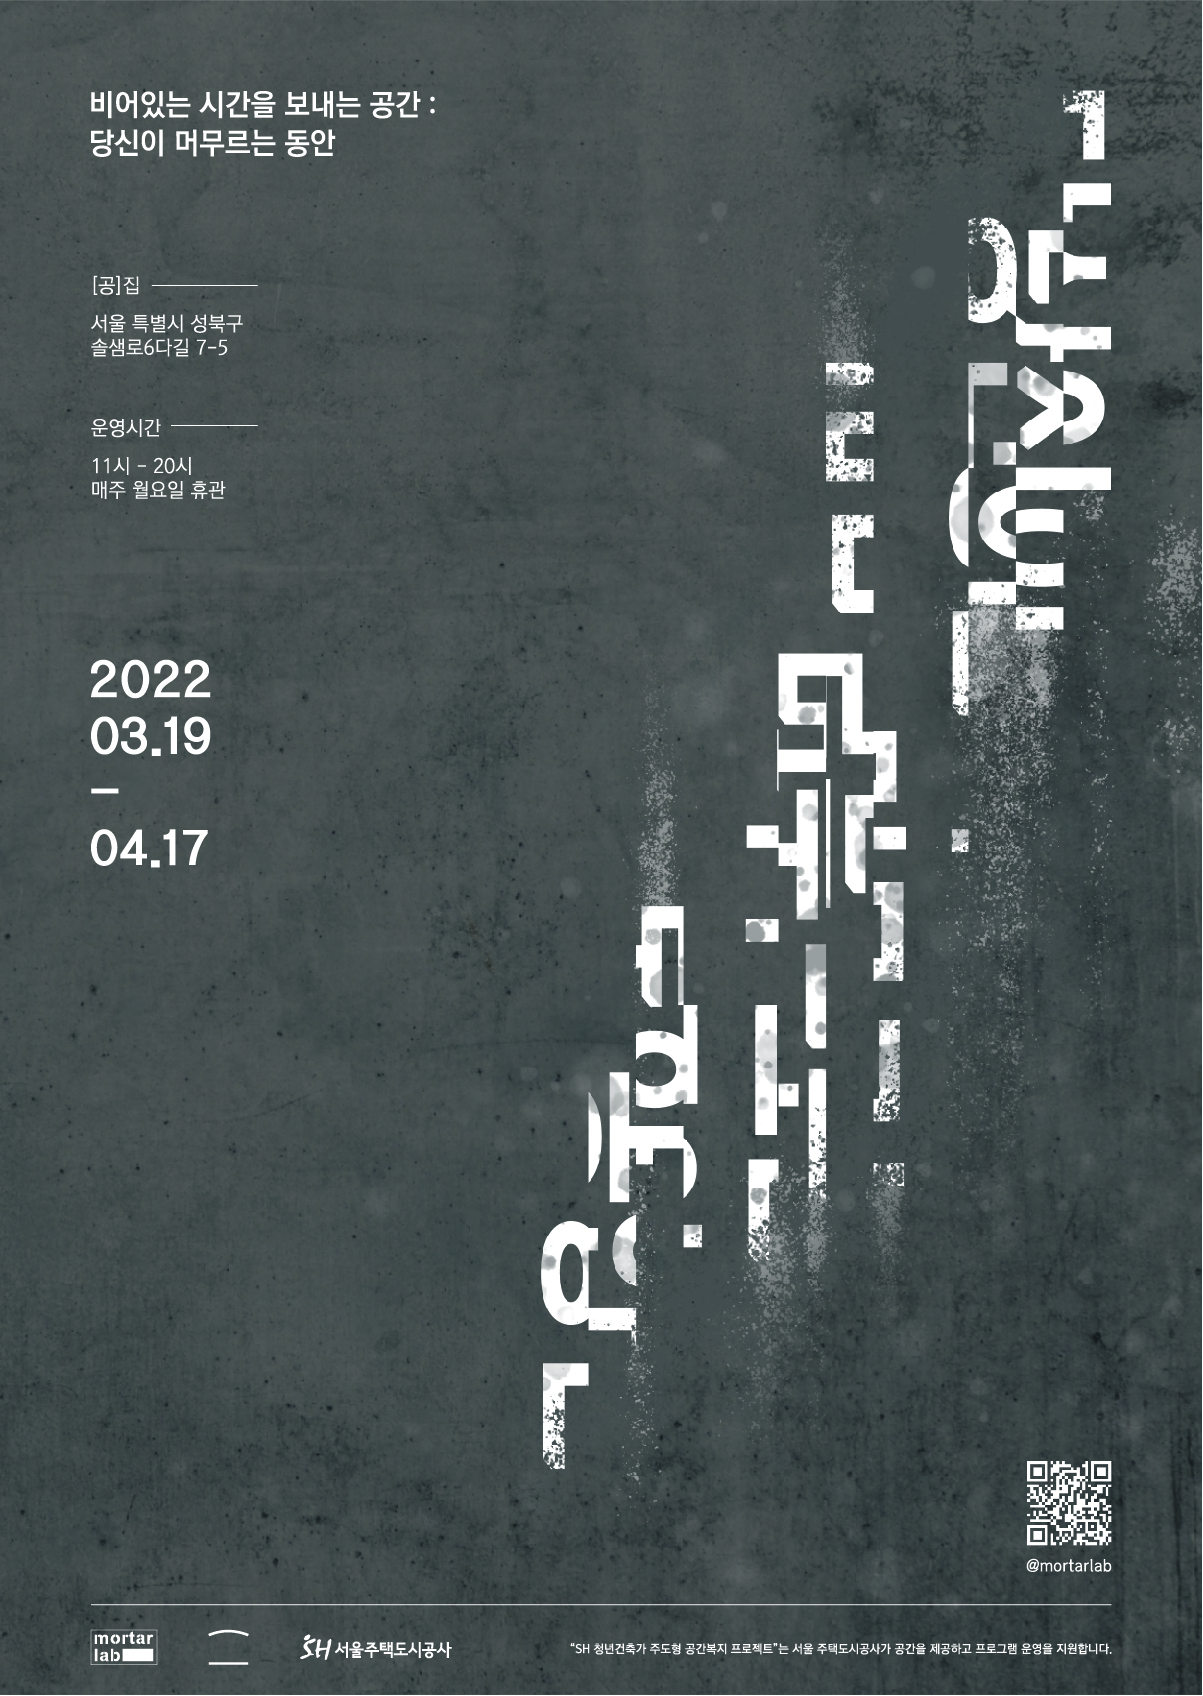 비어있는 시간을 보내는 공간 :
당신이 머무르는 동안
[공]집
서울 특별시 성북구
솔샘로6다길 7-5
운영시간
11시 - 20시
매주 월요일 휴관
2022
03.19
–
04.17
@mortarlab
mortar
lab
SH 서울주택도시공사
“SH 청년건축가 주도형 공간복지 프로젝트”는 서울 주택도시공사가 공간을 제공하고 프로그램 운영을 지원합니다.